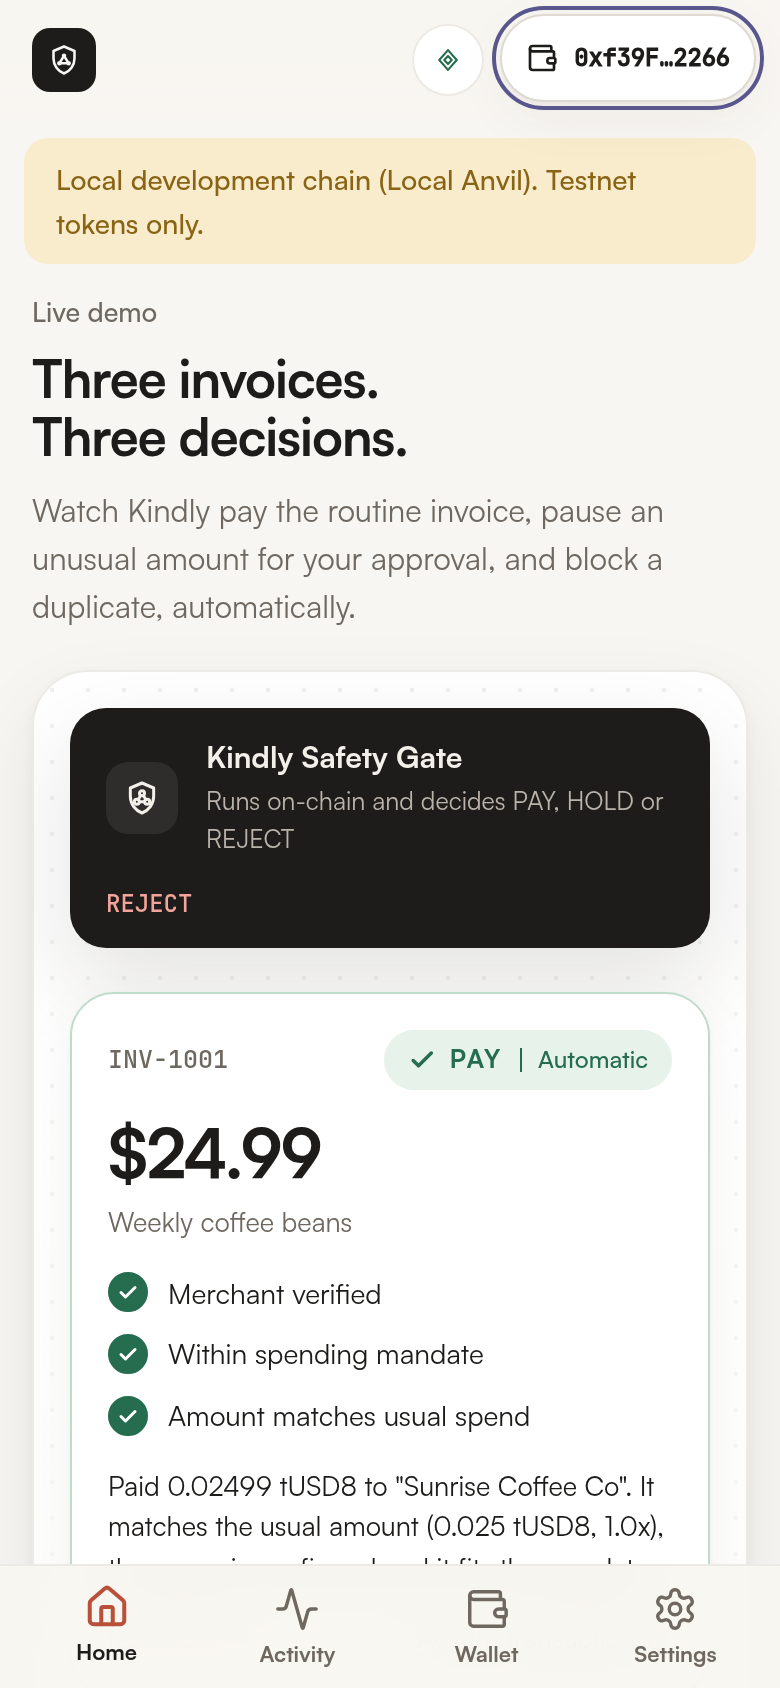 0xf39F…2266
Local development chain (Local Anvil). Testnet
tokens only.
Live demo
Three invoices.
Three decisions.
Watch Kindly pay the routine invoice, pause an
unusual amount for your approval, and block a
duplicate, automatically.
Kindly Safety Gate
Runs on-chain and decides PAY, HOLD or
REJECT
REJECT
INV-1001
PAY | Automatic
$24.99
Weekly coffee beans
Merchant verified
Within spending mandate
Amount matches usual spend
Paid 0.02499 tUSD8 to "Sunrise Coffee Co". It
matches the usual amount (0.025 tUSD8, 1.0x),
Home
Activity
Wallet
Settings